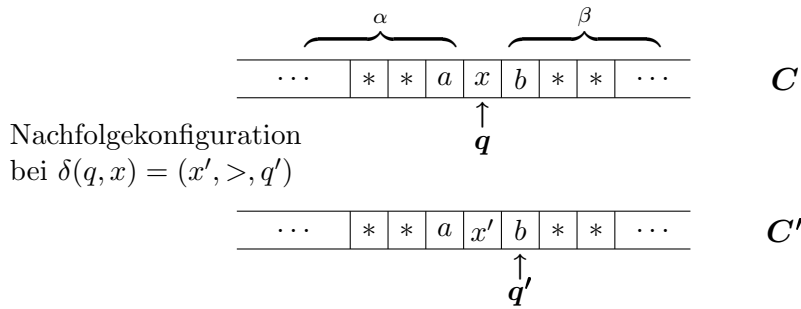 α β
⋯ * * a x b * * ⋯ C
q
Nachfolgekonfiguration
bei δ(q, x) = (x′, >, q′)
⋯ * * a x′ b * * ⋯ C′
q′